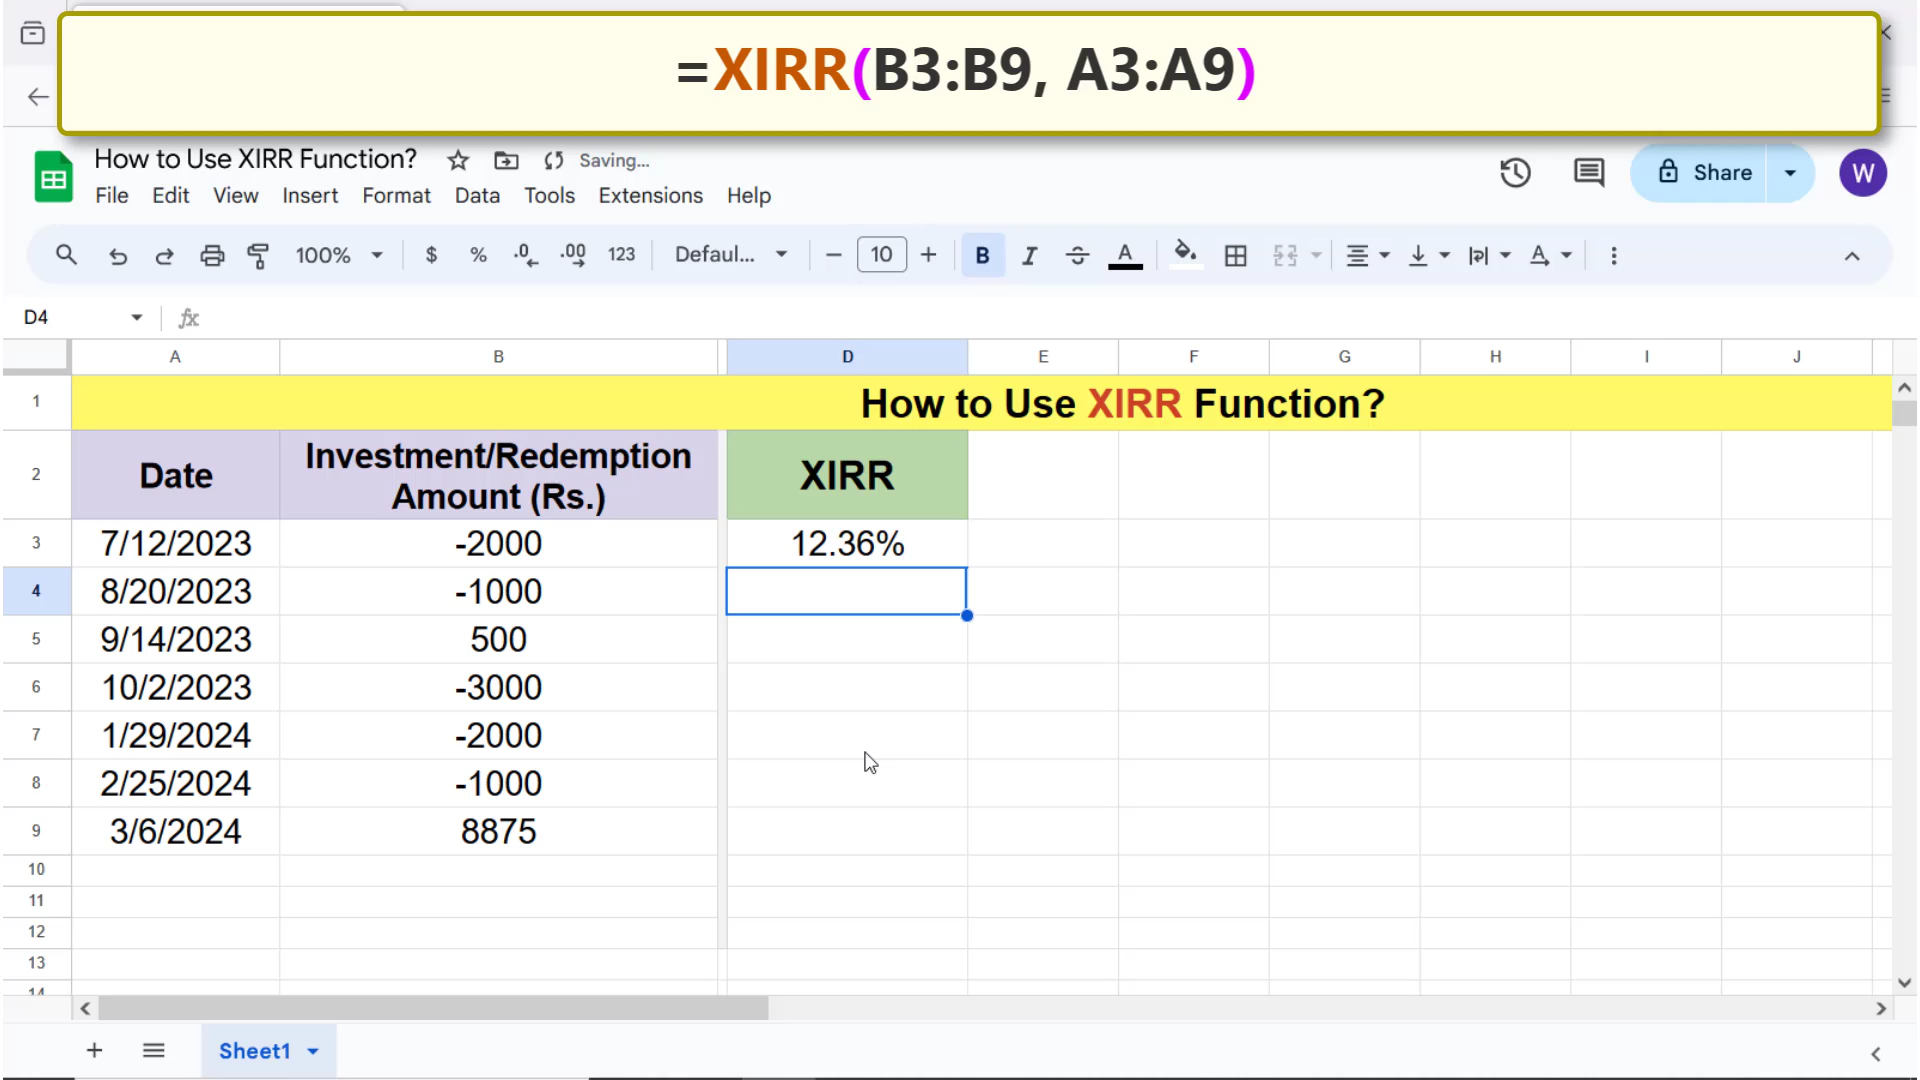 =XIRR(B3:B9, A3:A9)
How to Use XIRR Function? Saving...
File Edit View Insert Format Data Tools Extensions Help
Share
W
100% $ % .0 .00 123 Defaul... − 10 + B I S A A
D4 fx
A B D E F G H I J
1 How to Use XIRR Function?
2 Date Investment/Redemption Amount (Rs.) XIRR
3 7/12/2023 -2000 12.36%
4 8/20/2023 -1000
5 9/14/2023 500
6 10/2/2023 -3000
7 1/29/2024 -2000
8 2/25/2024 -1000
9 3/6/2024 8875
10
11
12
13
14
+ Sheet1